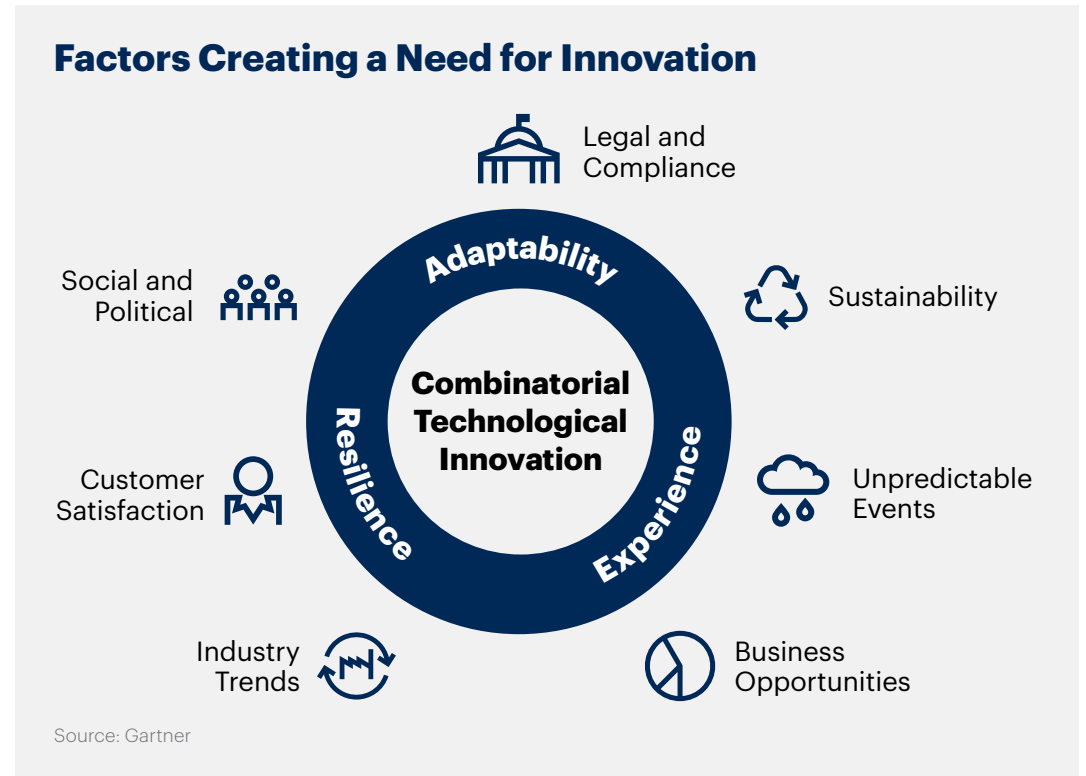 Factors Creating a Need for Innovation
Legal and
Compliance
Social and
Political
Adaptability
Sustainability
Combinatorial
Technological
Innovation
Resilience
Experience
Customer
Satisfaction
Unpredictable
Events
Industry
Trends
Business
Opportunities
Source: Gartner